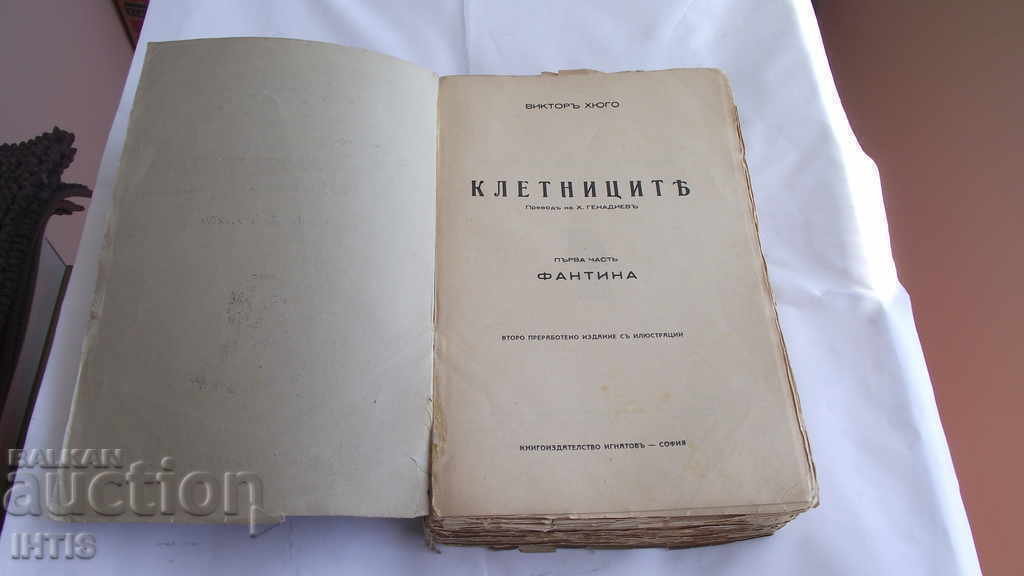 ВИКТОРЪ ХЮГО
КЛЕТНИЦИТѢ
Преводъ на Х. ГЕНАДИЕВЪ
ПЪРВА ЧАСТЬ
ФАНТИНА
ВТОРО ПРЕРАБОТЕНО ИЗДАНИЕ СЪ ИЛЮСТРАЦИИ
КНИГОИЗДАТЕЛСТВО ИГНАТОВЪ — СОФИЯ
BALKAN
auction
IHTIS